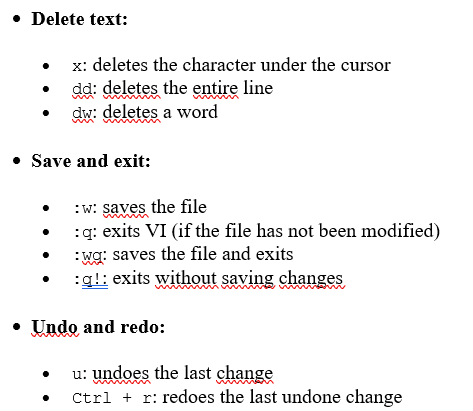 • Delete text:
• x: deletes the character under the cursor
• dd: deletes the entire line
• dw: deletes a word
• Save and exit:
• :w: saves the file
• :q: exits VI (if the file has not been modified)
• :wq: saves the file and exits
• :q!: exits without saving changes
• Undo and redo:
• u: undoes the last change
• Ctrl + r: redoes the last undone change